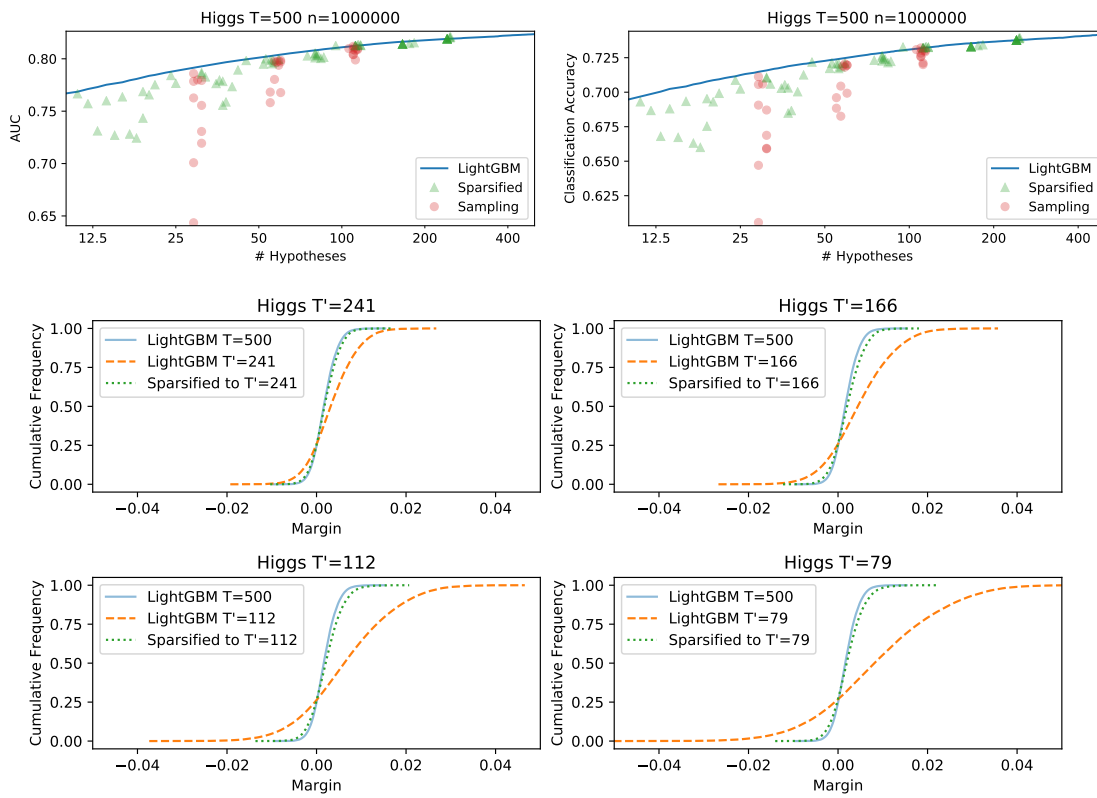 Higgs T=500 n=1000000
AUC
0.80
0.75
0.70
0.65
LightGBM
Sparsified
Sampling
12.5 25 50 100 200 400
# Hypotheses
Higgs T=500 n=1000000
Classification Accuracy
0.725
0.700
0.675
0.650
0.625
LightGBM
Sparsified
Sampling
12.5 25 50 100 200 400
# Hypotheses
Higgs T'=241
Cumulative Frequency
1.00
0.75
0.50
0.25
0.00
LightGBM T=500
LightGBM T'=241
Sparsified to T'=241
−0.04 −0.02 0.00 0.02 0.04
Margin
Higgs T'=166
Cumulative Frequency
1.00
0.75
0.50
0.25
0.00
LightGBM T=500
LightGBM T'=166
Sparsified to T'=166
−0.04 −0.02 0.00 0.02 0.04
Margin
Higgs T'=112
Cumulative Frequency
1.00
0.75
0.50
0.25
0.00
LightGBM T=500
LightGBM T'=112
Sparsified to T'=112
−0.04 −0.02 0.00 0.02 0.04
Margin
Higgs T'=79
Cumulative Frequency
1.00
0.75
0.50
0.25
0.00
LightGBM T=500
LightGBM T'=79
Sparsified to T'=79
−0.04 −0.02 0.00 0.02 0.04
Margin